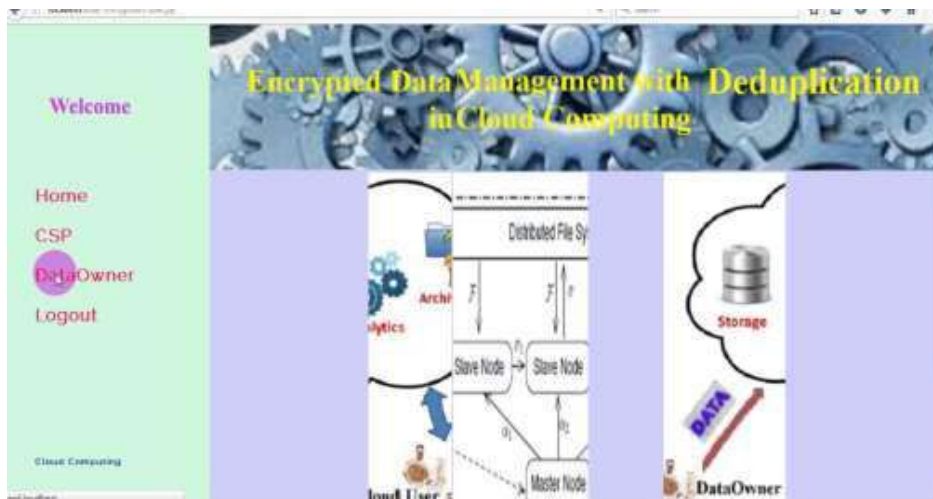 Welcome
Encrypted Data Management with Deduplication
in Cloud Computing
Home
CSP
DataOwner
Logout
Cloud Computing
Distributed File Sy
Archi
lytics
Slave Node
Slave Node
Master Node
loud User
Storage
DATA
DataOwner